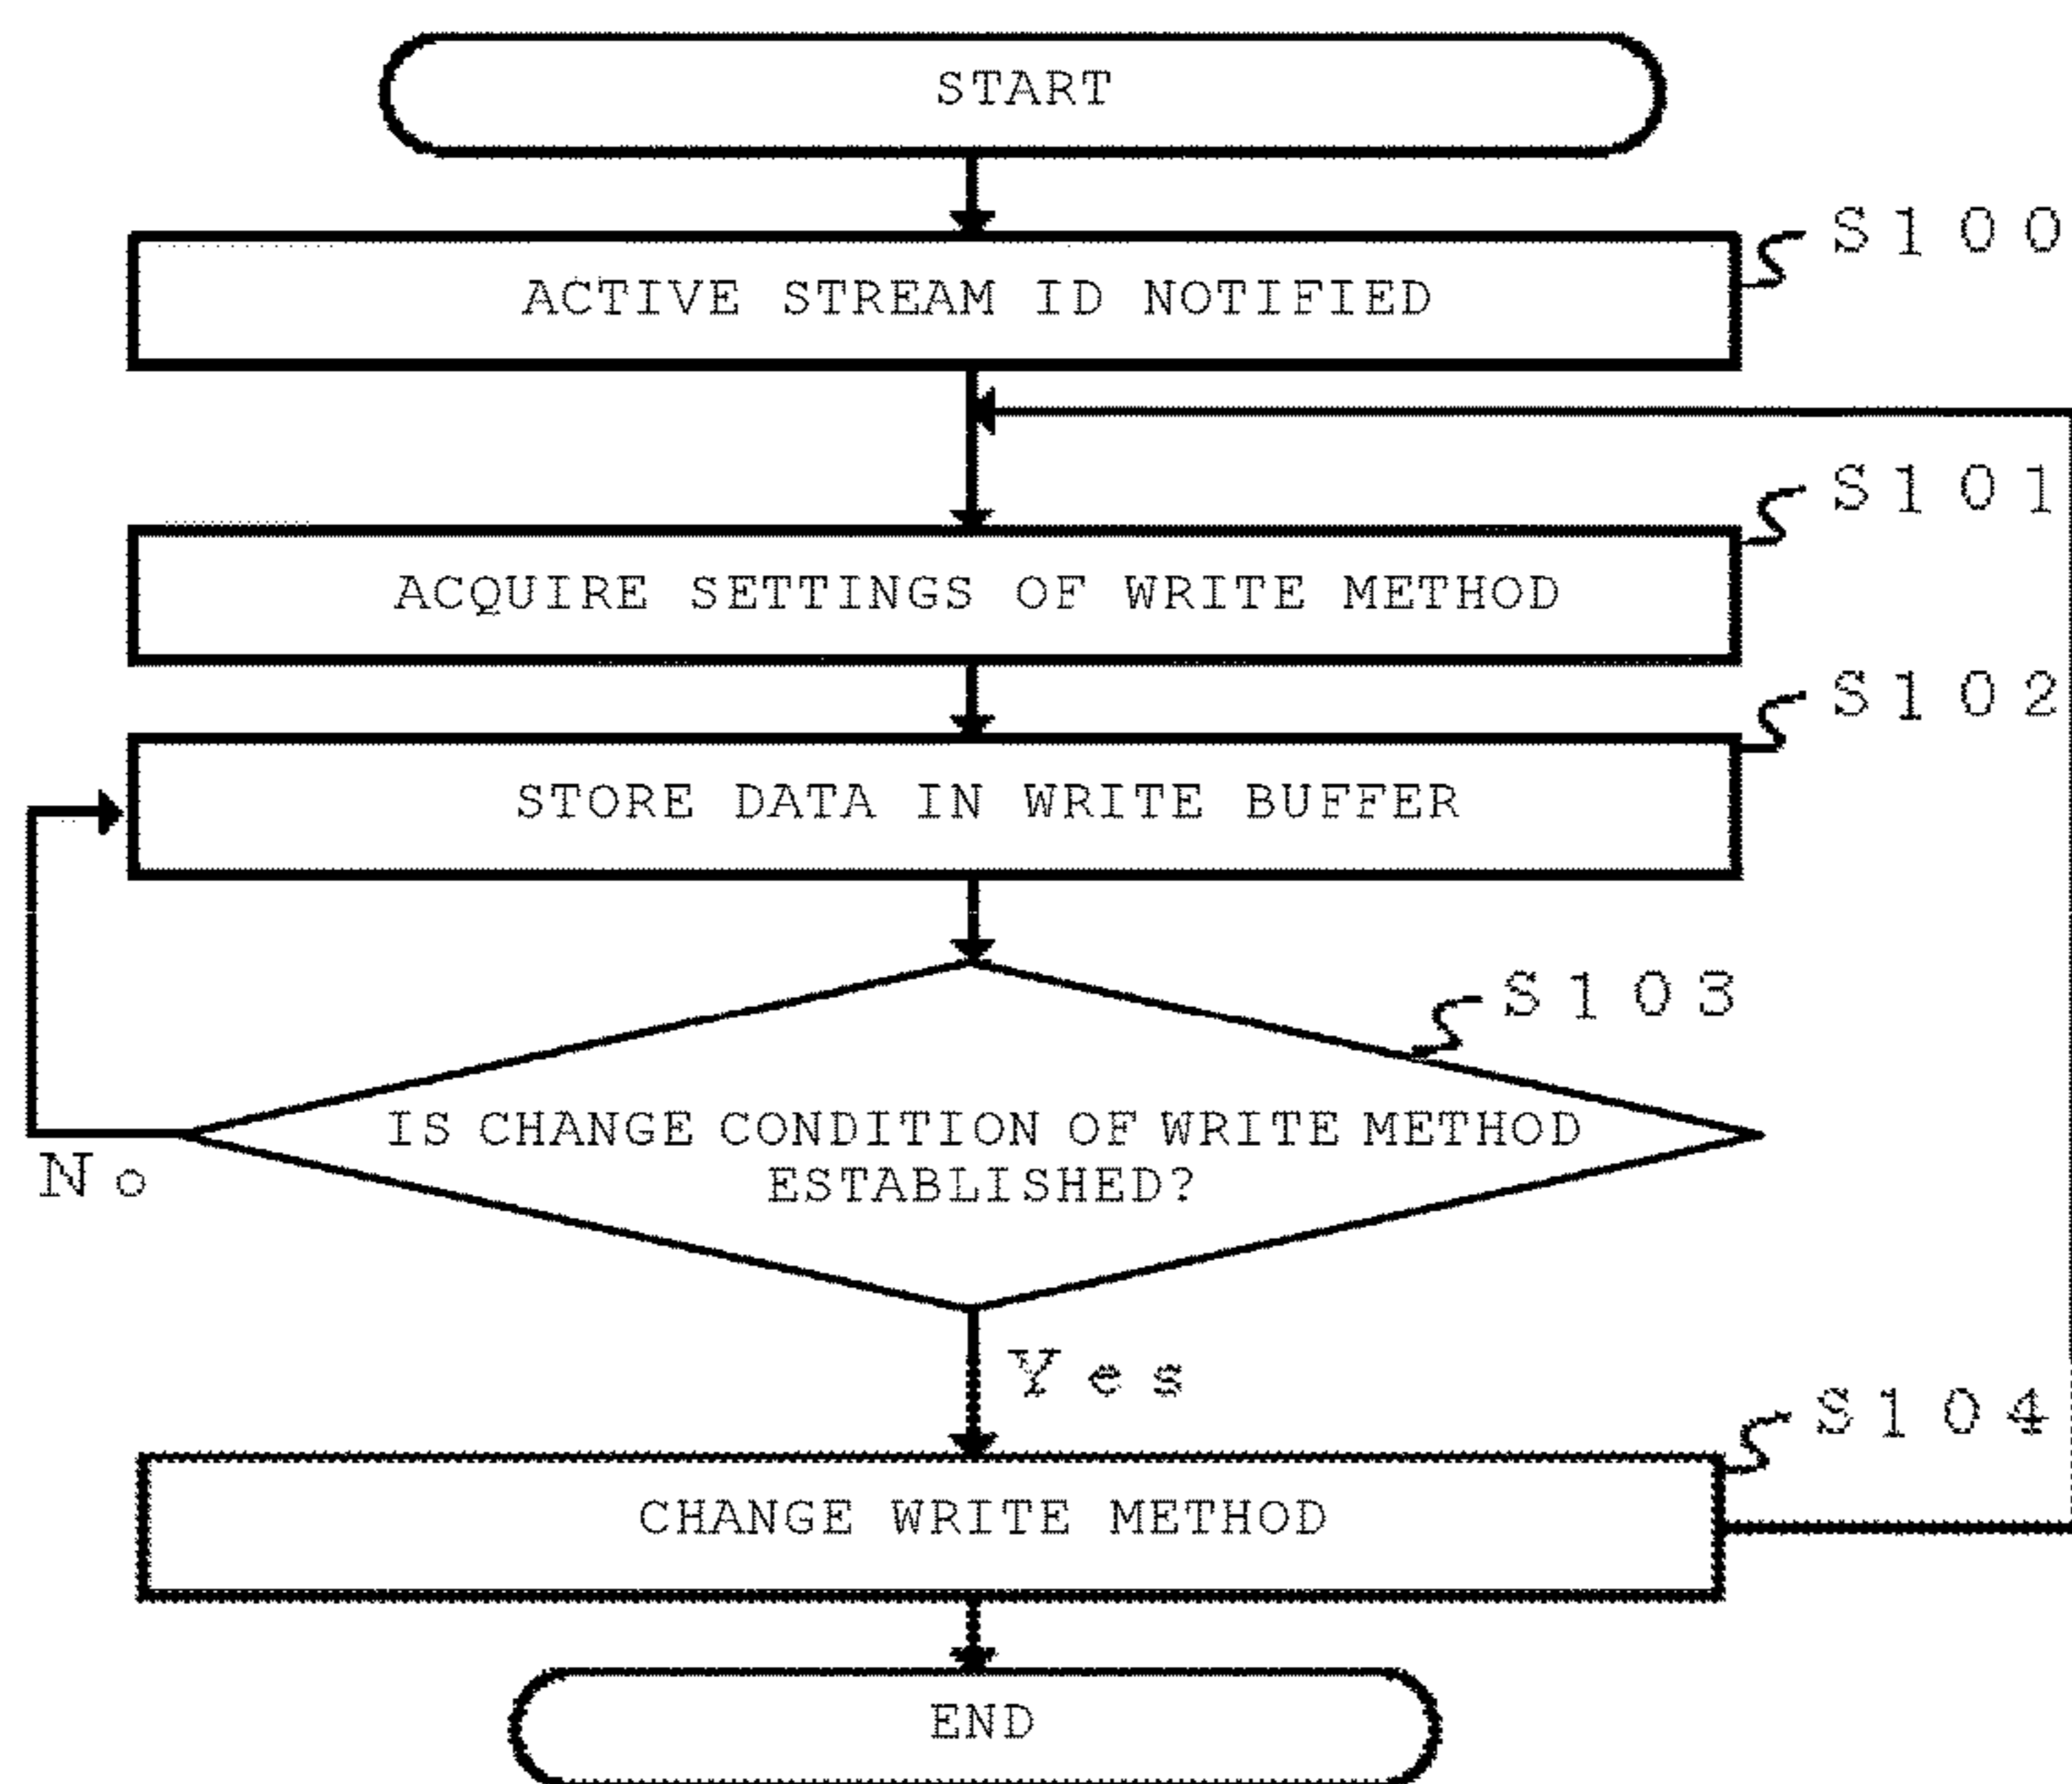 START
S100
ACTIVE STREAM ID NOTIFIED
S101
ACQUIRE SETTINGS OF WRITE METHOD
S102
STORE DATA IN WRITE BUFFER
S103
IS CHANGE CONDITION OF WRITE METHOD
ESTABLISHED?
No
Yes
S104
CHANGE WRITE METHOD
END